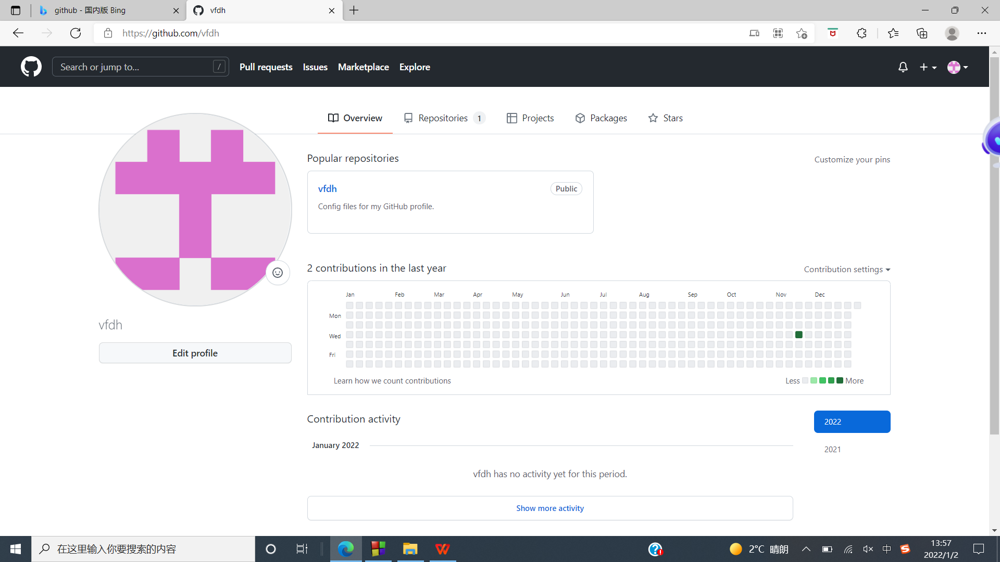 github - 国内版 Bing
vfdh
https://github.com/vfdh
Search or jump to... /
Pull requests Issues Marketplace Explore
Overview Repositories 1 Projects Packages Stars
Popular repositories Customize your pins
vfdh Public
Config files for my GitHub profile.
2 contributions in the last year Contribution settings
Jan Feb Mar Apr May Jun Jul Aug Sep Oct Nov Dec
Mon
Wed
Fri
Learn how we count contributions Less More
vfdh
Edit profile
Contribution activity
2022
2021
January 2022
vfdh has no activity yet for this period.
Show more activity
在这里输入你要搜索的内容
2°C 晴朗
中
13:57
2022/1/2